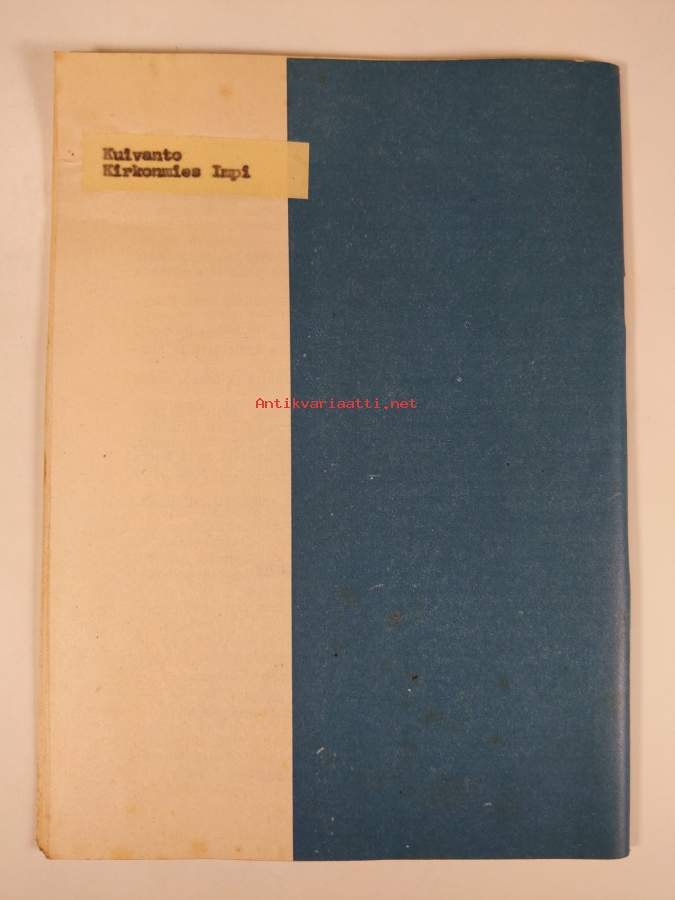 Kuivanto
Kirkonmies Impi
Antikvariaatti.net